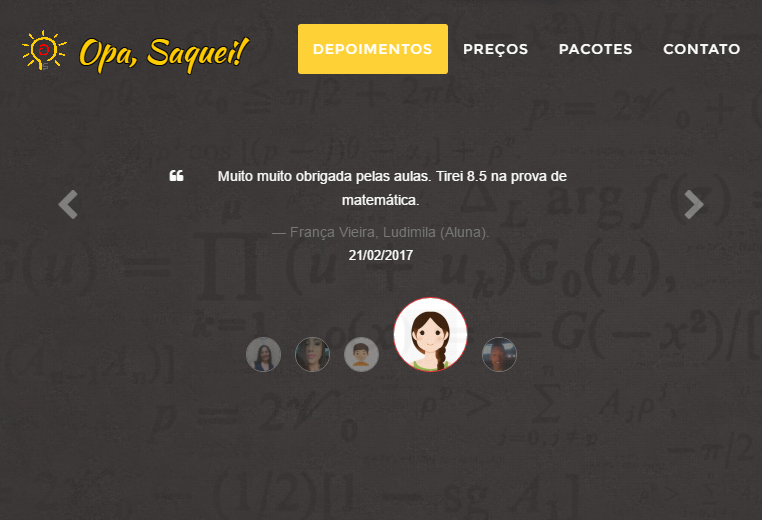 Opa, Saquei!
DEPOIMENTOS PREÇOS PACOTES CONTATO
Muito muito obrigada pelas aulas. Tirei 8.5 na prova de
matemática.
— França Vieira, Ludimila (Aluna).
21/02/2017